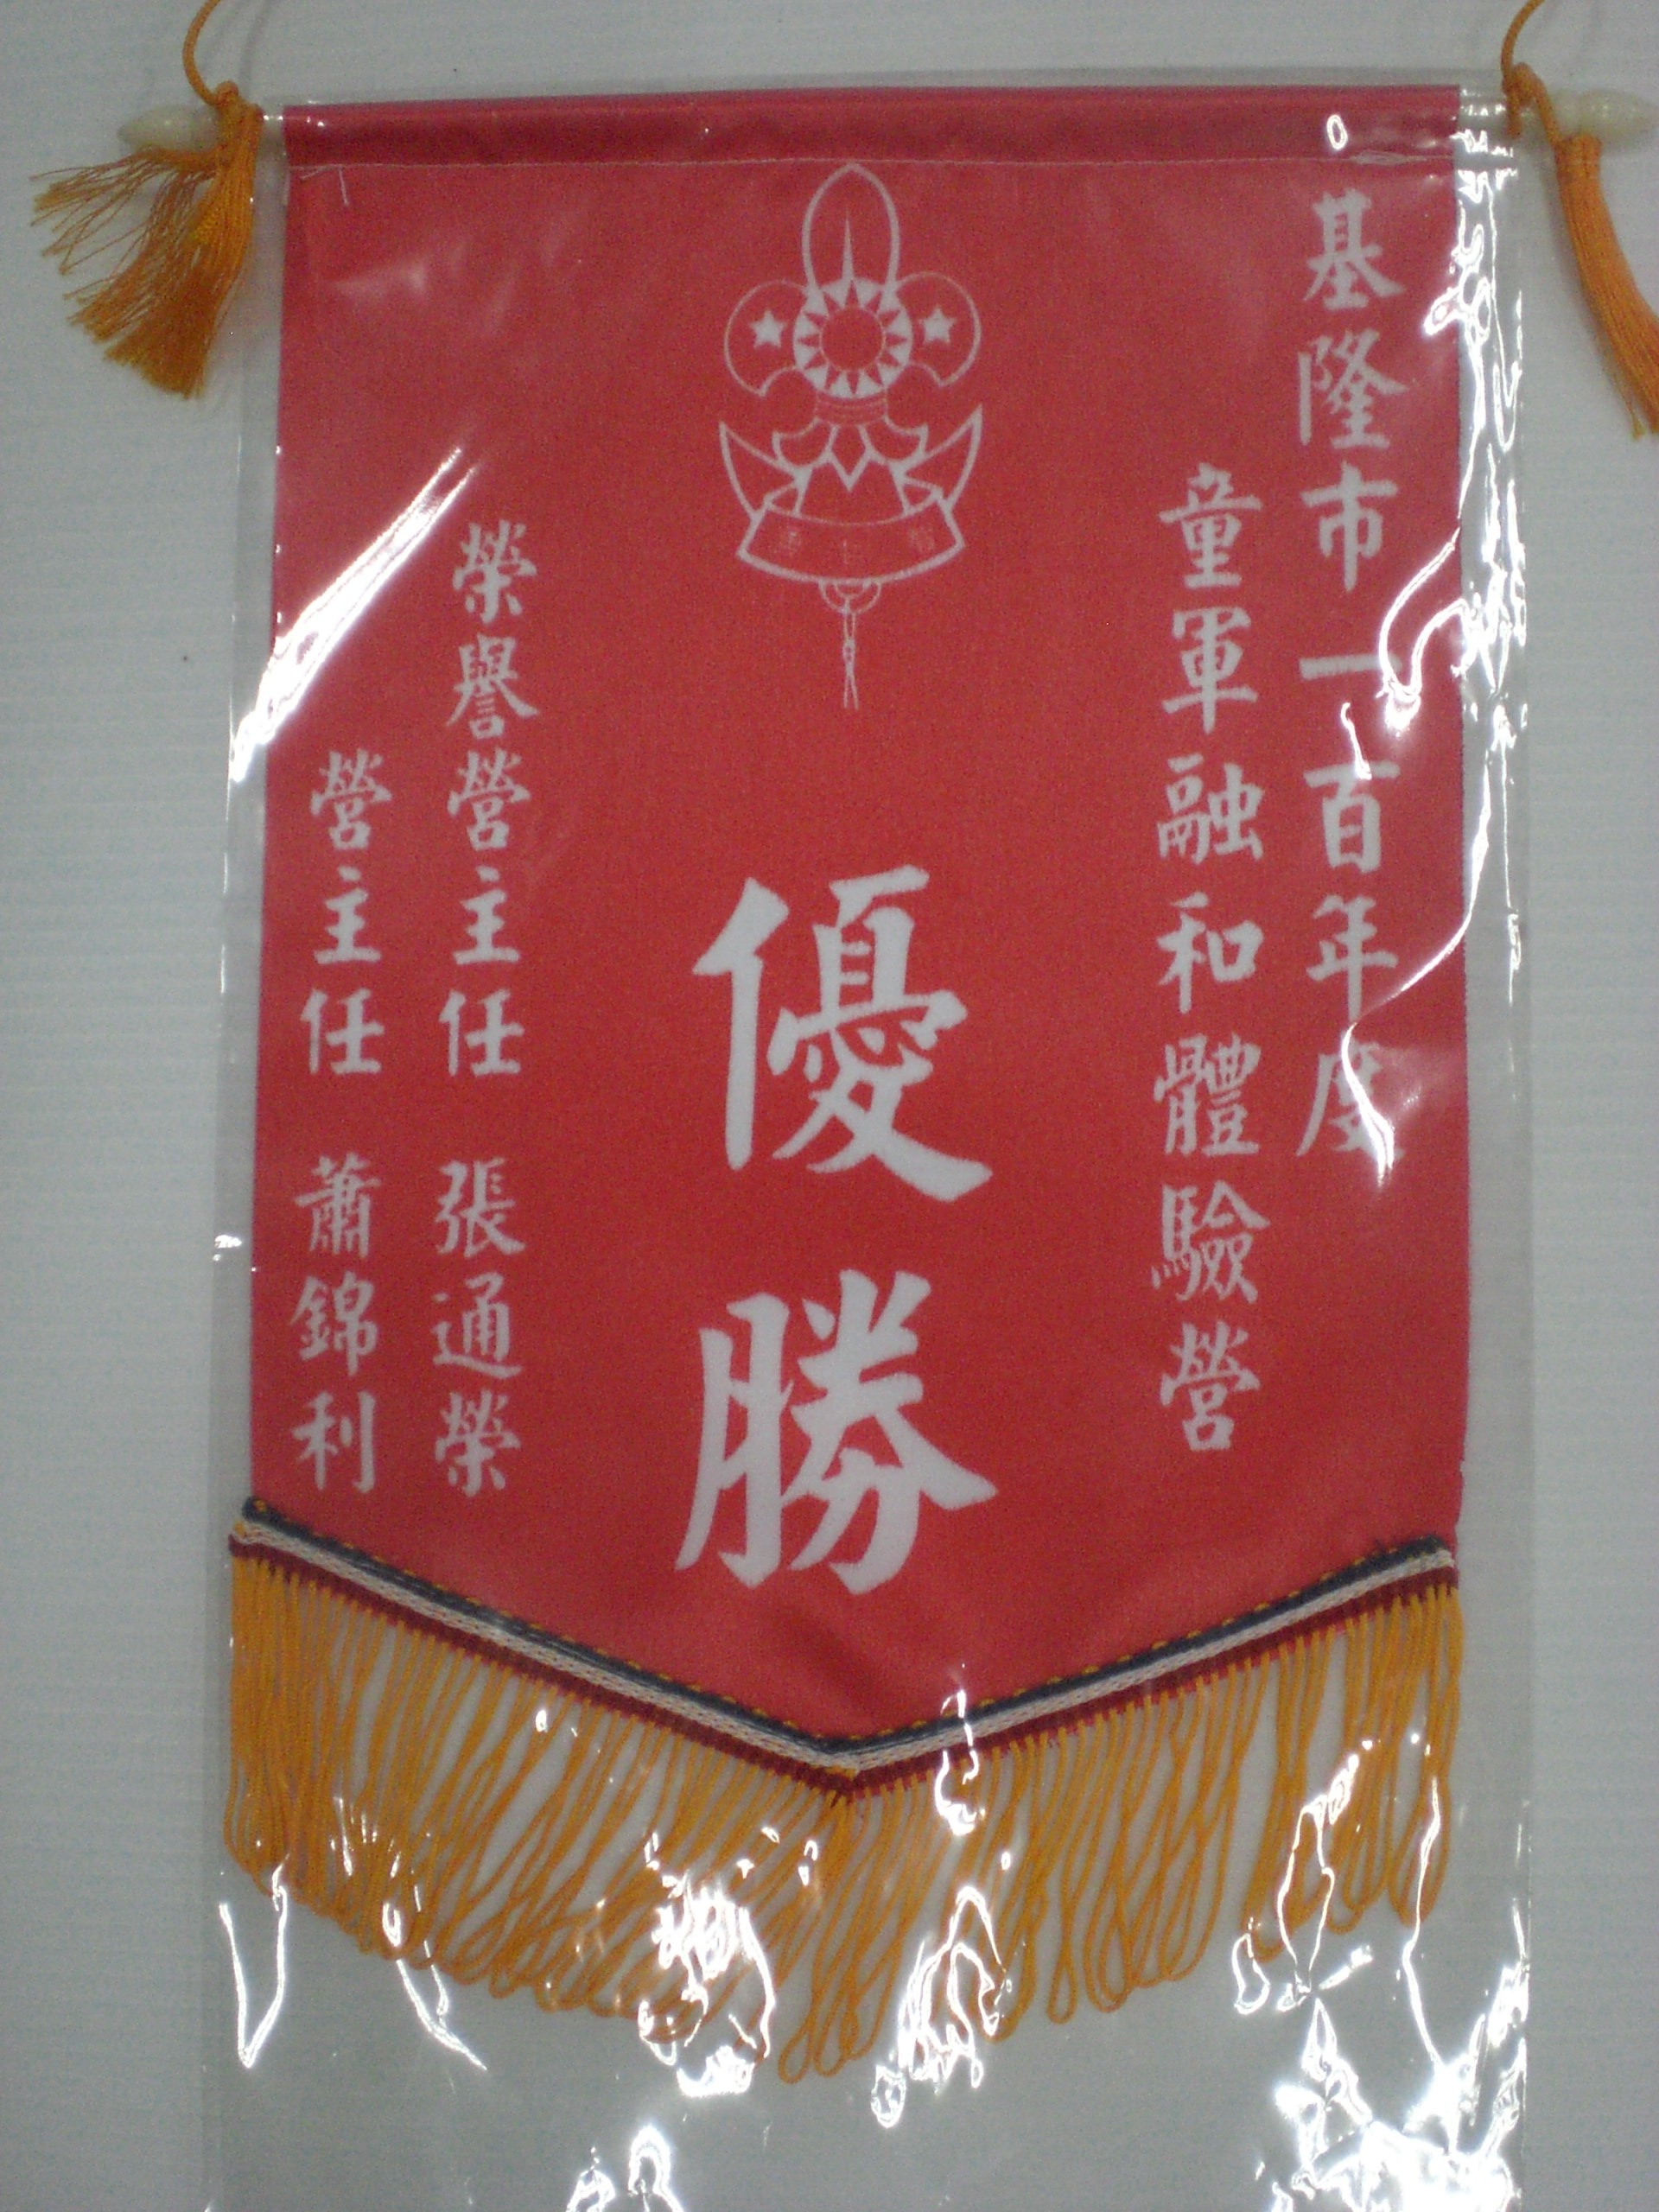 基隆市一百年度
童軍融和體驗營
優勝
榮譽營主任 張通榮
營主任 蕭錦利